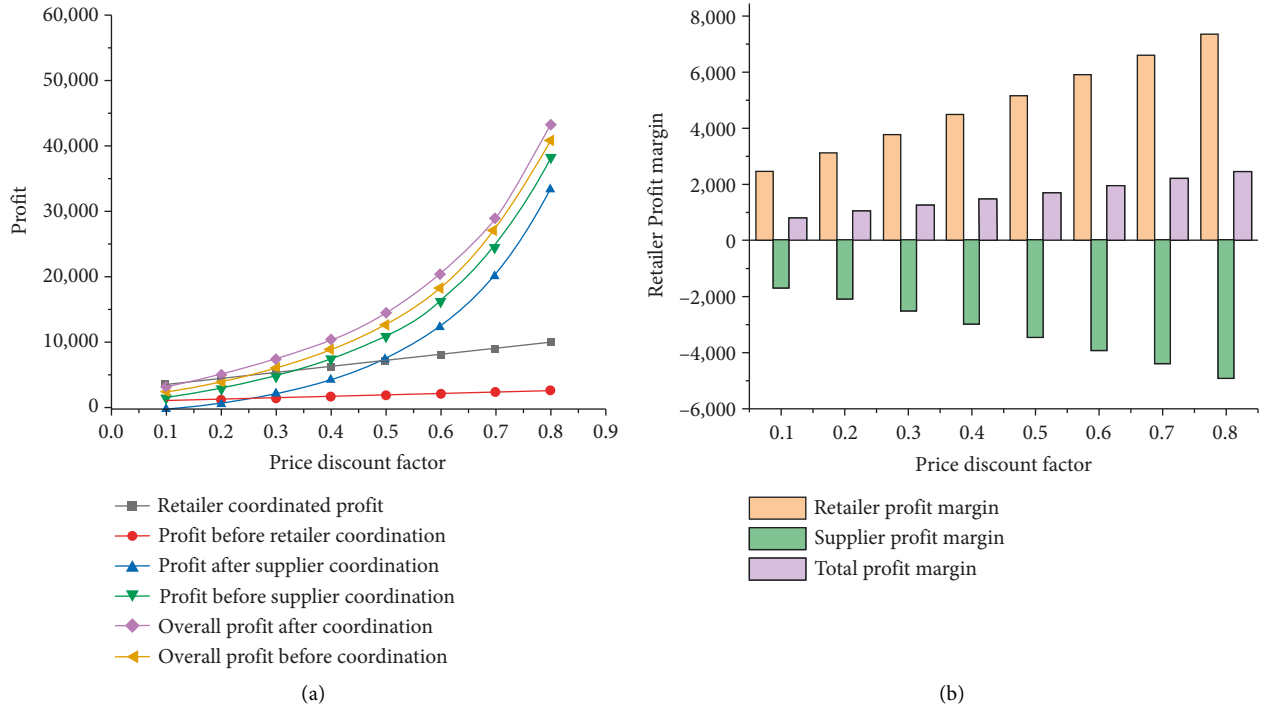 60,000
50,000
40,000
30,000
20,000
10,000
0
Profit
0.0 0.1 0.2 0.3 0.4 0.5 0.6 0.7 0.8 0.9
Price discount factor
Retailer coordinated profit
Profit before retailer coordination
Profit after supplier coordination
Profit before supplier coordination
Overall profit after coordination
Overall profit before coordination
(a)
8,000
6,000
4,000
2,000
0
–2,000
–4,000
–6,000
Retailer Profit margin
0.1 0.2 0.3 0.4 0.5 0.6 0.7 0.8
Price discount factor
Retailer profit margin
Supplier profit margin
Total profit margin
(b)